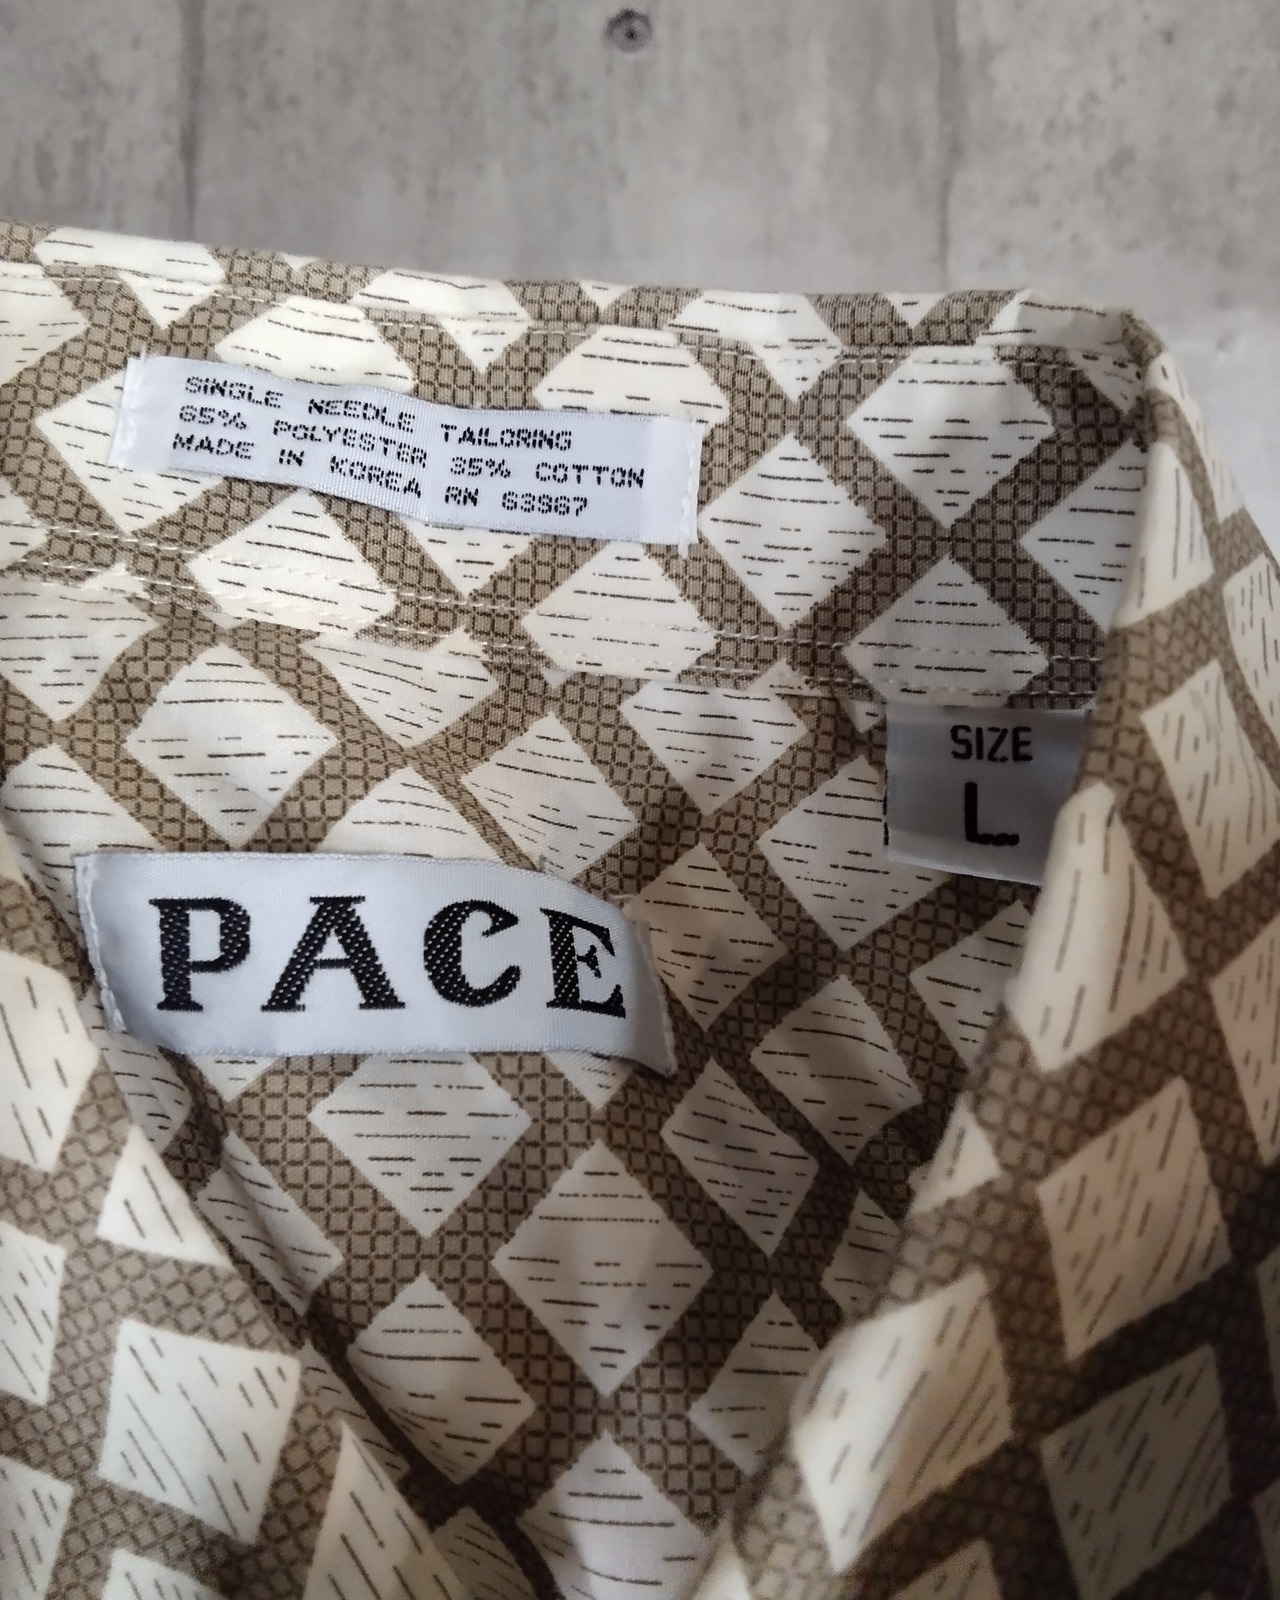 SINGLE NEEDLE TAILORING
65% POLYESTER 35% COTTON
MADE IN KOREA RN 63967
SIZE
L
PACE